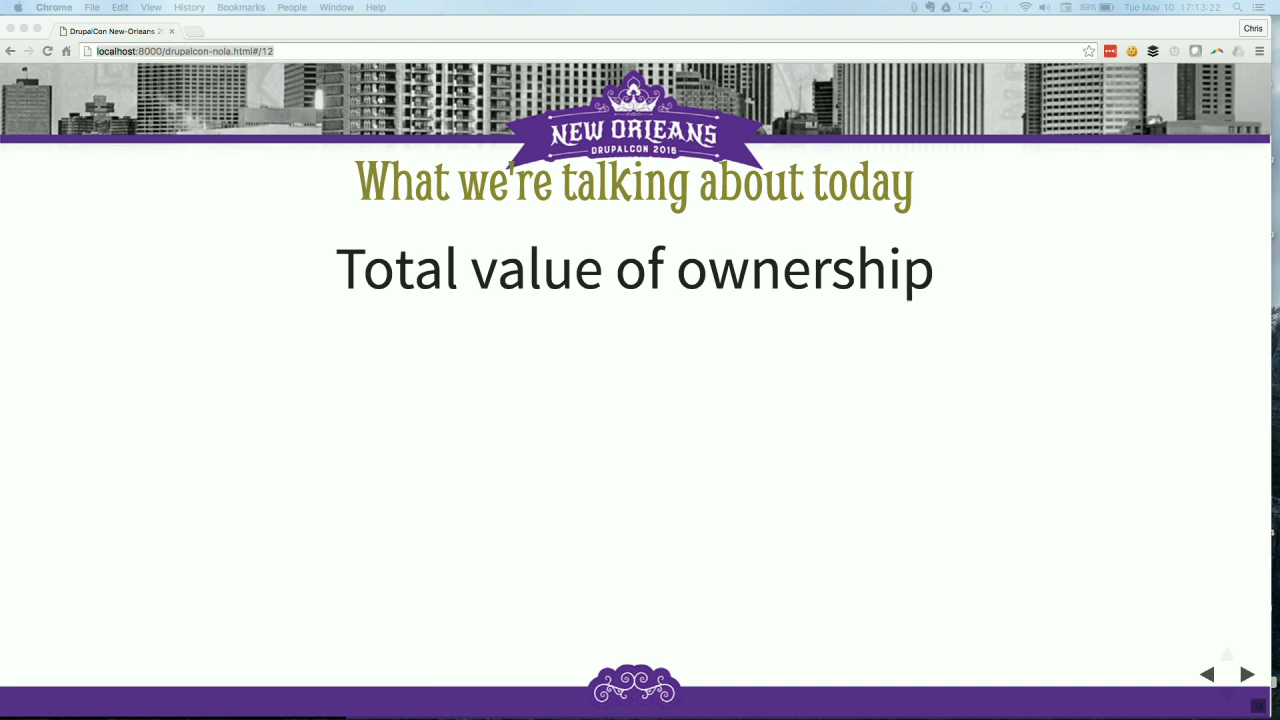 Chrome File Edit View History Bookmarks People Window Help 89% Tue May 10 17:13:22
DrupalCon New-Orleans 2
Chris
localhost:8000/drupalcon-nola.html#/12
NEW ORLEANS
DRUPALCON 2016
What we're talking about today
Total value of ownership